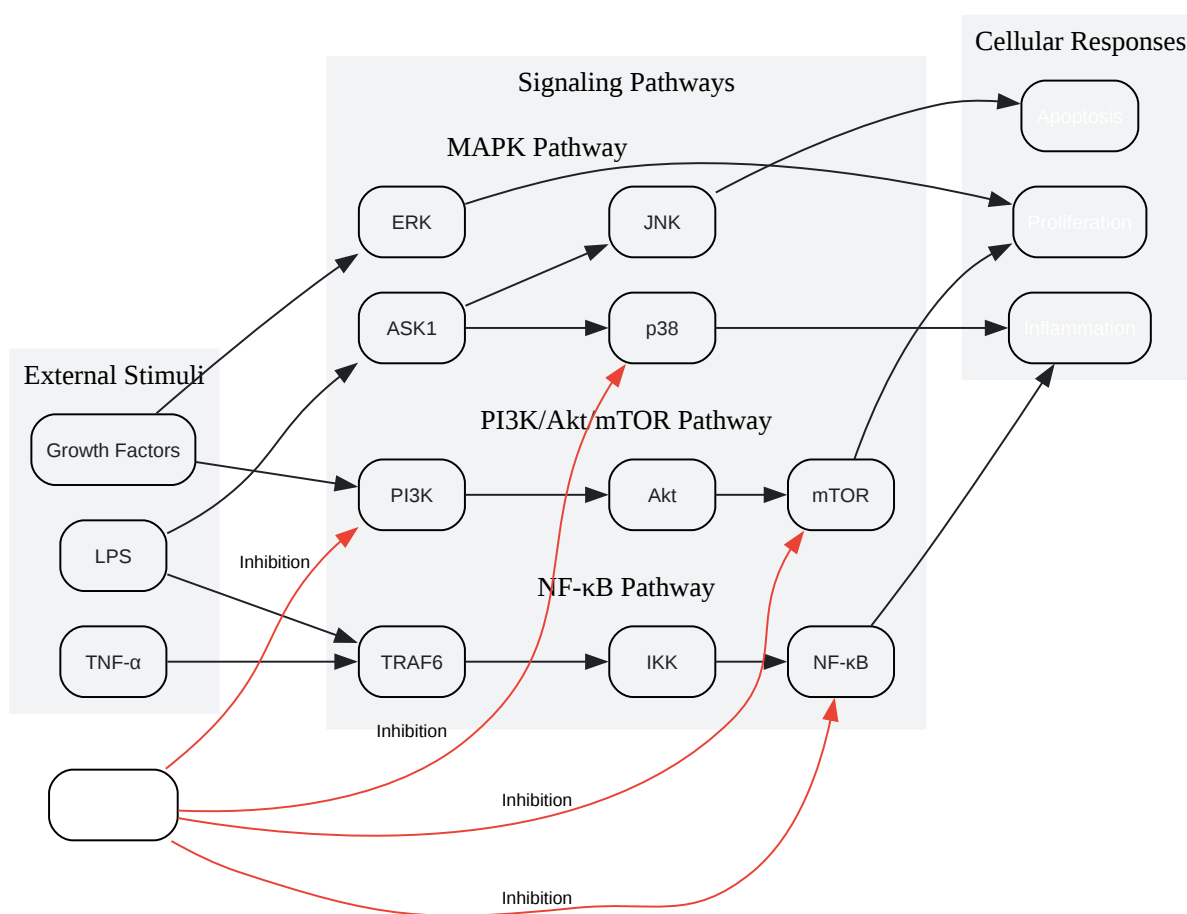 Cellular Responses
Signaling Pathways
Apoptosis
MAPK Pathway
ERK
JNK
Proliferation
ASK1
p38
Inflammation
External Stimuli
PI3K/Akt/mTOR Pathway
Growth Factors
PI3K
Akt
mTOR
LPS
Inhibition
NF-κB Pathway
TNF-α
TRAF6
IKK
NF-κB
Inhibition
Inhibition
Inhibition